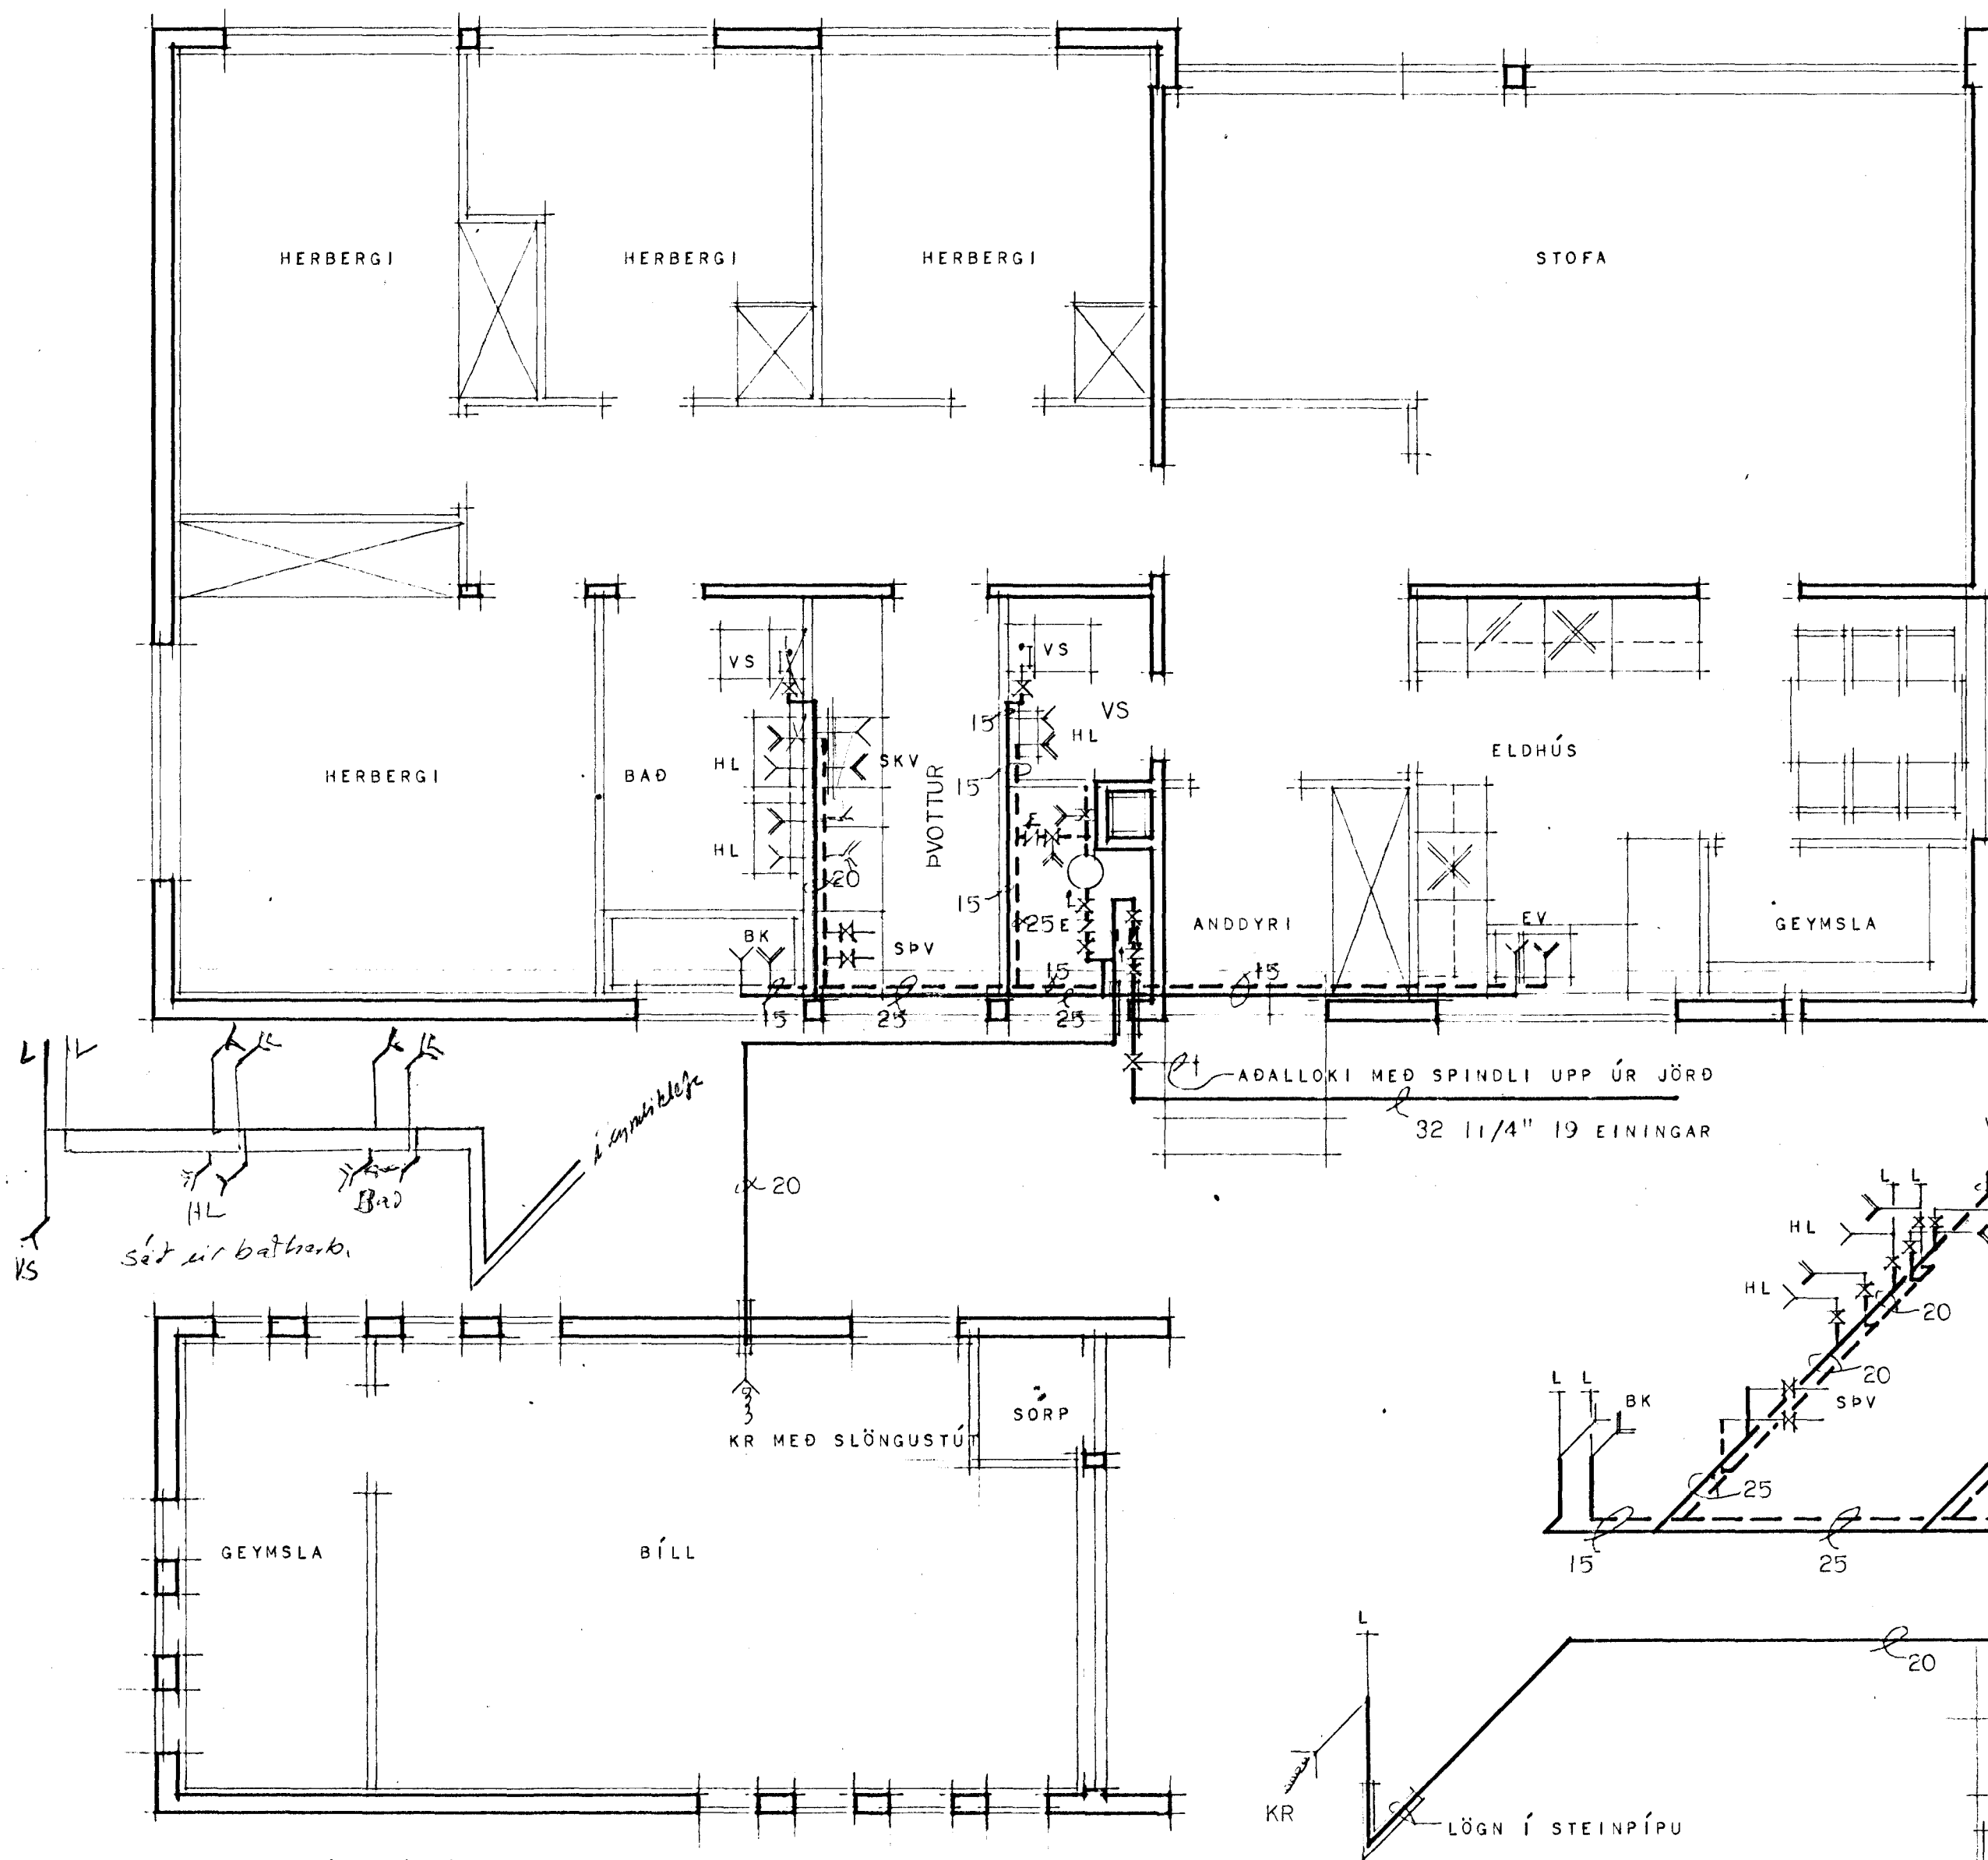 HERBERGI
HERBERGI
HERBERGI
STOFA
VS
VS
VS
15
HL
HL
SKV
15
HERBERGI
BAÐ
ÞVOTTUR
ELDHÚS
HL
20
15
25
E
E
ANDDYRI
EV
GEYMSLA
BK
SÞV
15
15
15
25
25
L
L
AÐALLOKI MEÐ SPINDLI UPP ÚR JÖRÐ
32 11/4" 19 EININGAR
20
HL
Bað
VS
L L
HL
HL
20
20
L L
BK
SÞV
25
15
25
SORP
KR MEÐ SLÖNGUSTÚT
GEYMSLA
BÍLL
L
20
KR
LÖGN Í STEINPÍPU